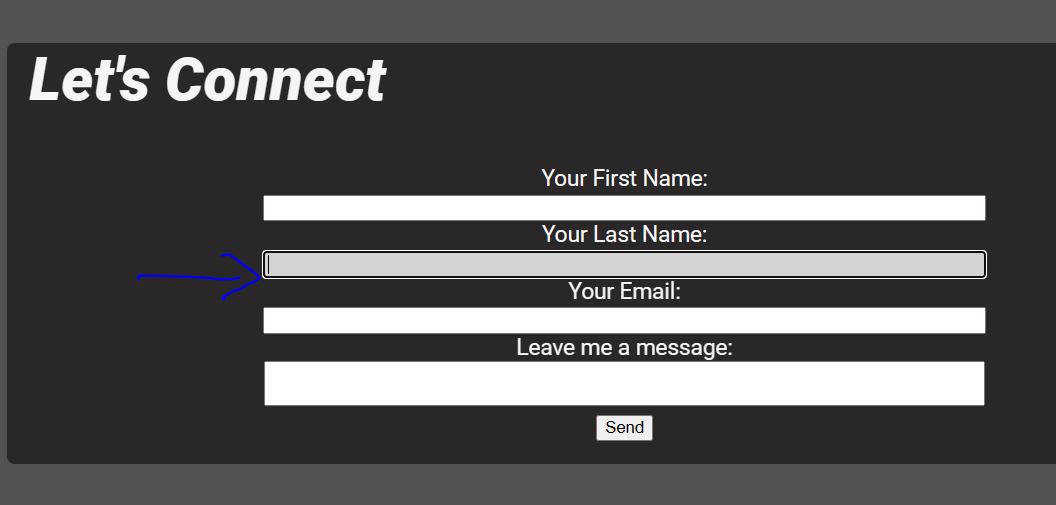 Let's Connect
Your First Name:
Your Last Name:
Your Email:
Leave me a message:
Send